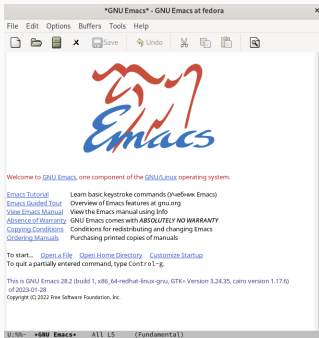 *GNU Emacs* - GNU Emacs at fedora
File Edit Options Buffers Tools Help
Save Undo
Emacs
Welcome to GNU Emacs, one component of the GNU/Linux operating system.
Emacs Tutorial Learn basic keystroke commands (Учебник Emacs)
Emacs Guided Tour Overview of Emacs features at gnu.org
View Emacs Manual View the Emacs manual using Info
Absence of Warranty GNU Emacs comes with ABSOLUTELY NO WARRANTY
Copying Conditions Conditions for redistributing and changing Emacs
Ordering Manuals Purchasing printed copies of manuals
To start... Open a File Open Home Directory Customize Startup
To quit a partially entered command, type Control-g.
This is GNU Emacs 28.2 (build 1, x86_64-redhat-linux-gnu, GTK+ Version 3.24.35, cairo version 1.17.6)
of 2023-01-28
Copyright (C) 2022 Free Software Foundation, Inc.
U:%%- *GNU Emacs* All L5 (Fundamental)